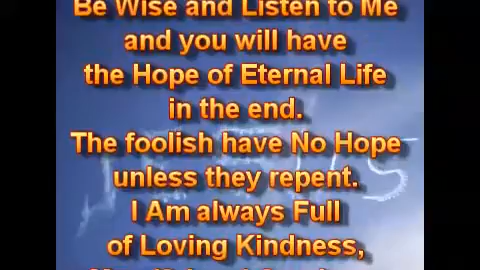 Be Wise and Listen to Me
and you will have
the Hope of Eternal Life
in the end.
The foolish have No Hope
unless they repent.
I Am always Full
of Loving Kindness,